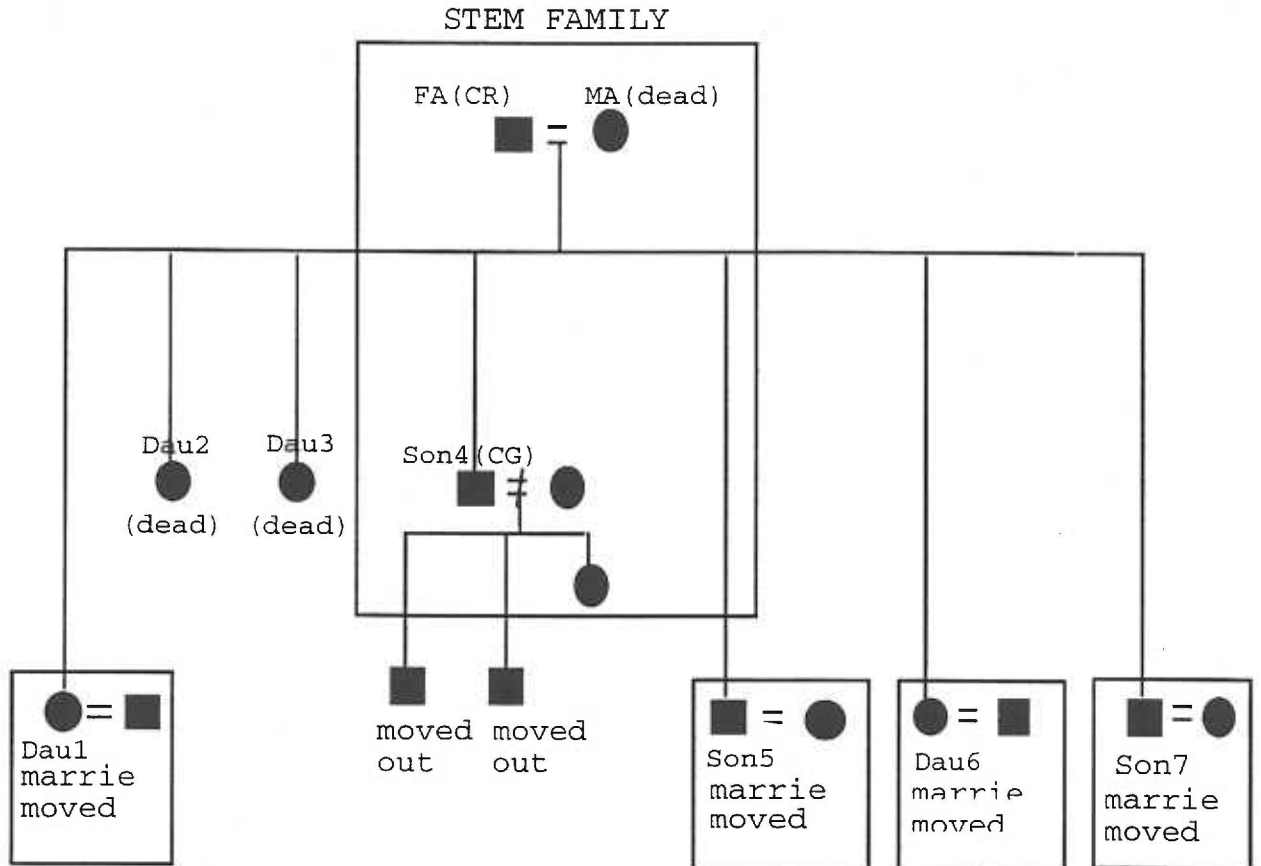 STEM FAMILY
FA(CR) MA(dead)
Dau2 Dau3 Son4(CG)
(dead) (dead)
moved moved
out out
Dau1
marrie
moved
Son5
marrie
moved
Dau6
marrie
moved
Son7
marrie
moved